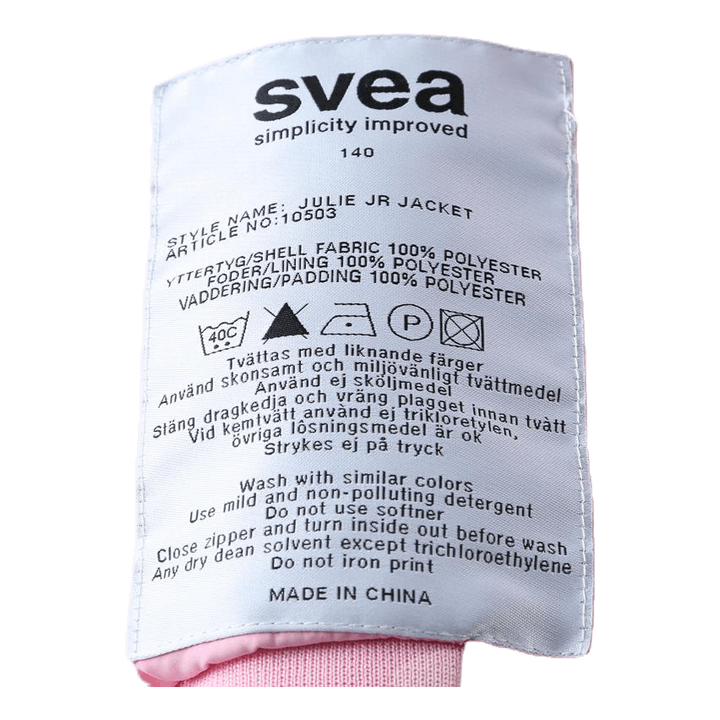 svea
simplicity improved
140
STYLE NAME: JULIE JR JACKET
ARTICLE NO:10503
YTTERTYG/SHELL FABRIC 100% POLYESTER
FODER/LINING 100% POLYESTER
VADDERING/PADDING 100% POLYESTER
40C P
Tvättas med liknande färger
Använd skonsamt och miljövänligt tvättmedel
Använd ej sköljmedel
Stäng dragkedja och vräng plagget innan tvätt
Vid kemtvätt använd ej trikloretylen,
övriga lösningsmedel är ok
Strykes ej på tryck
Wash with similar colors
Use mild and non-polluting detergent
Do not use softner
Close zipper and turn inside out before wash
Any dry dean solvent except trichloroethylene
Do not iron print
MADE IN CHINA